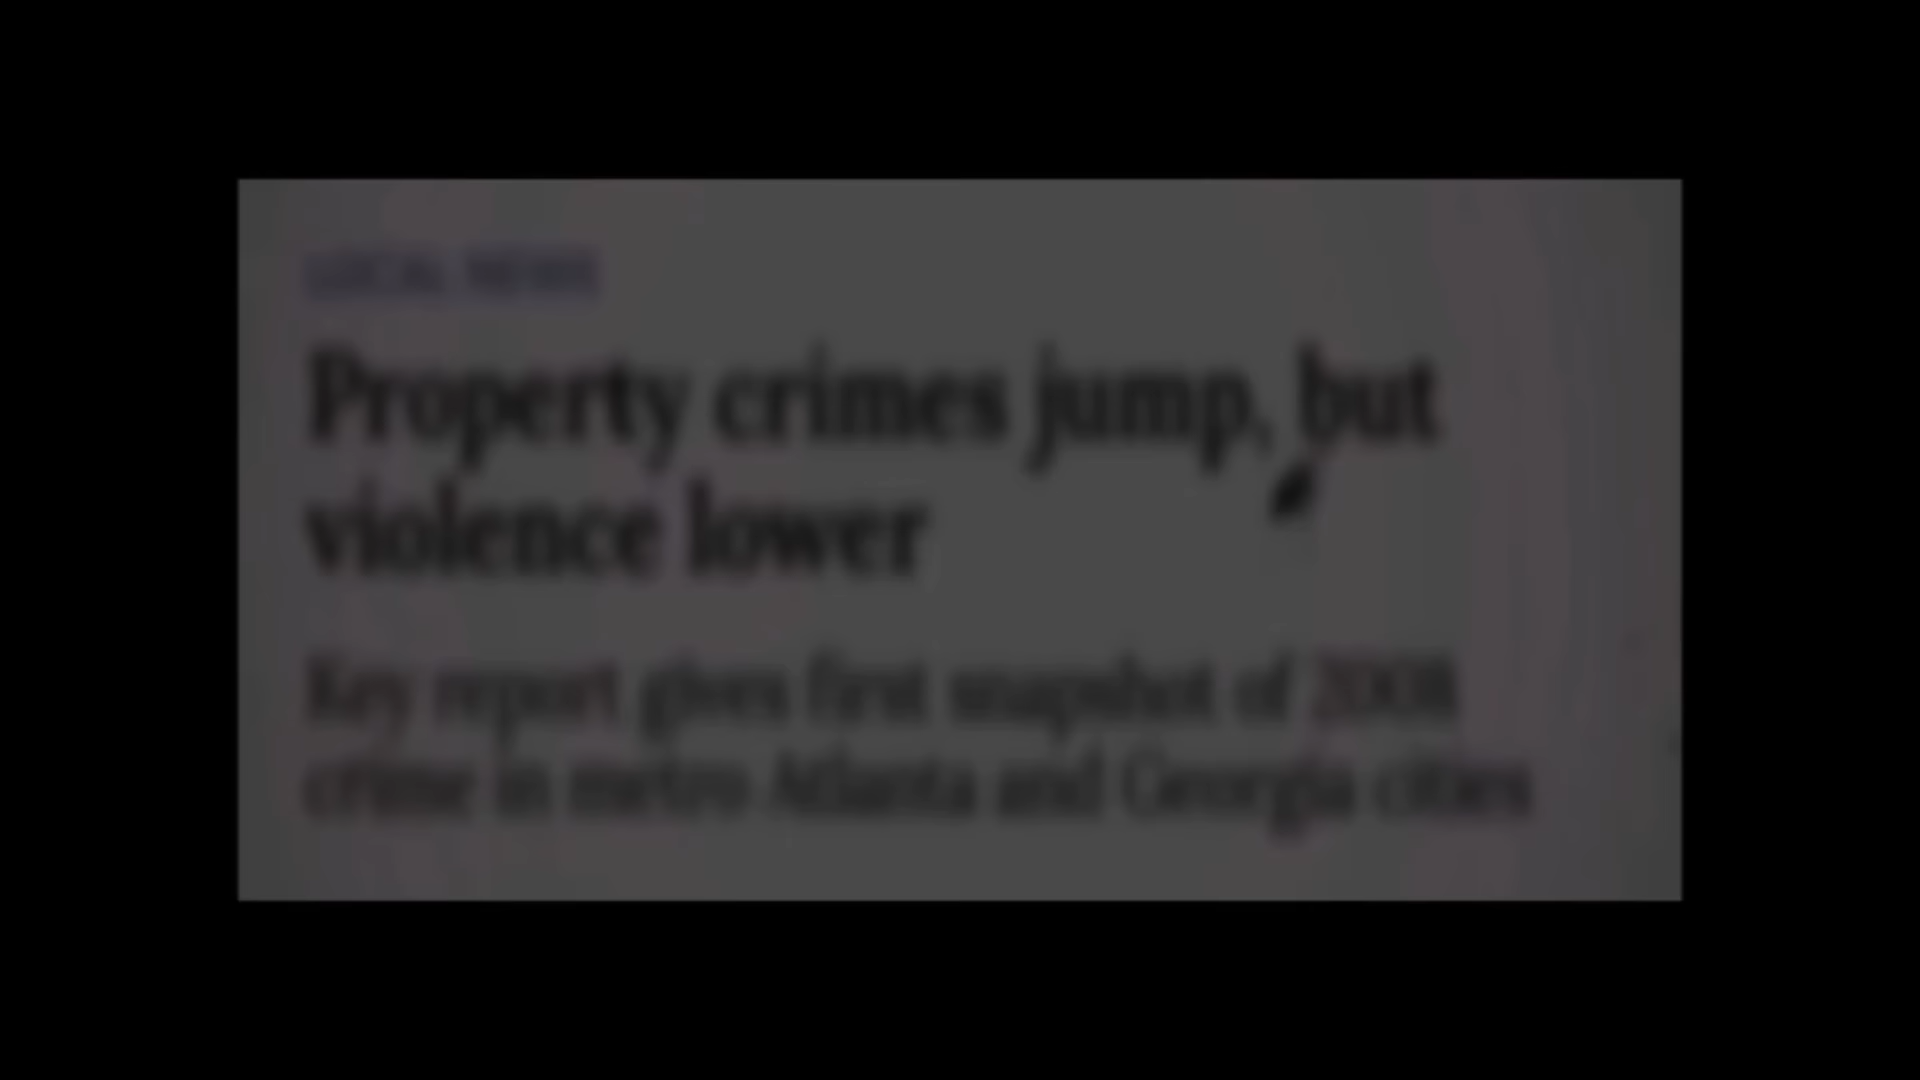 LOCAL NEWS
Property crimes jump, but
violence lower
Key report gives first snapshot of 2008
crime in metro Atlanta and Georgia cities